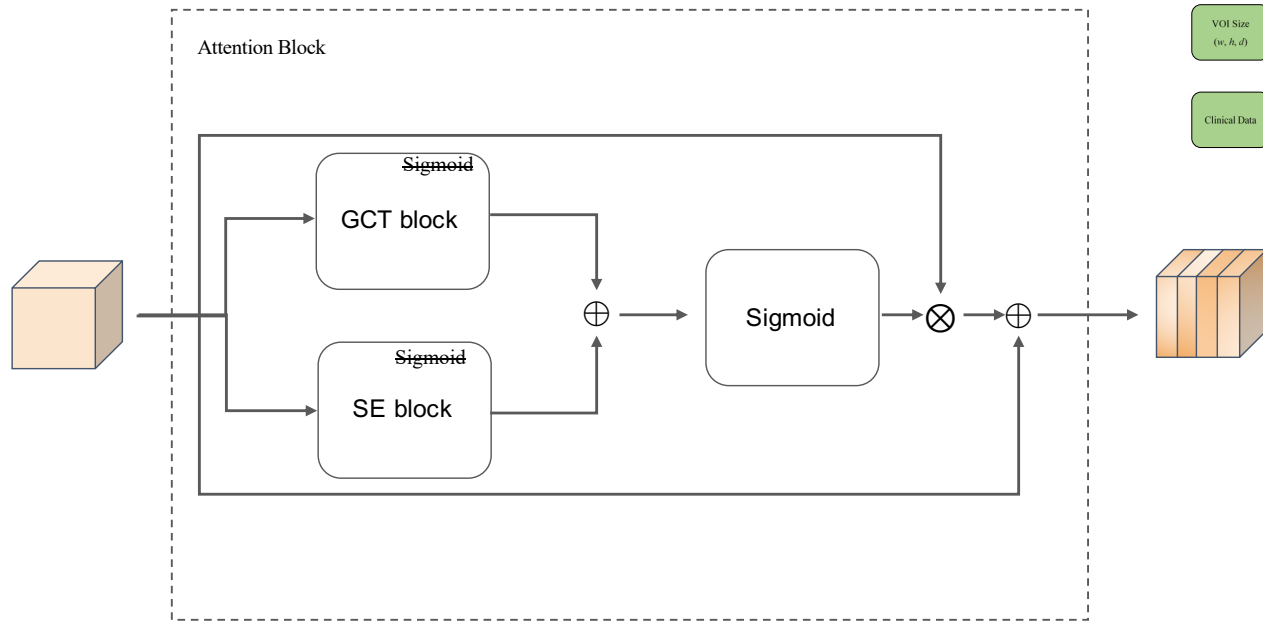 Attention Block
VOI Size
(w, h, d)
Clinical Data
Sigmoid
GCT block
Sigmoid
Sigmoid
SE block